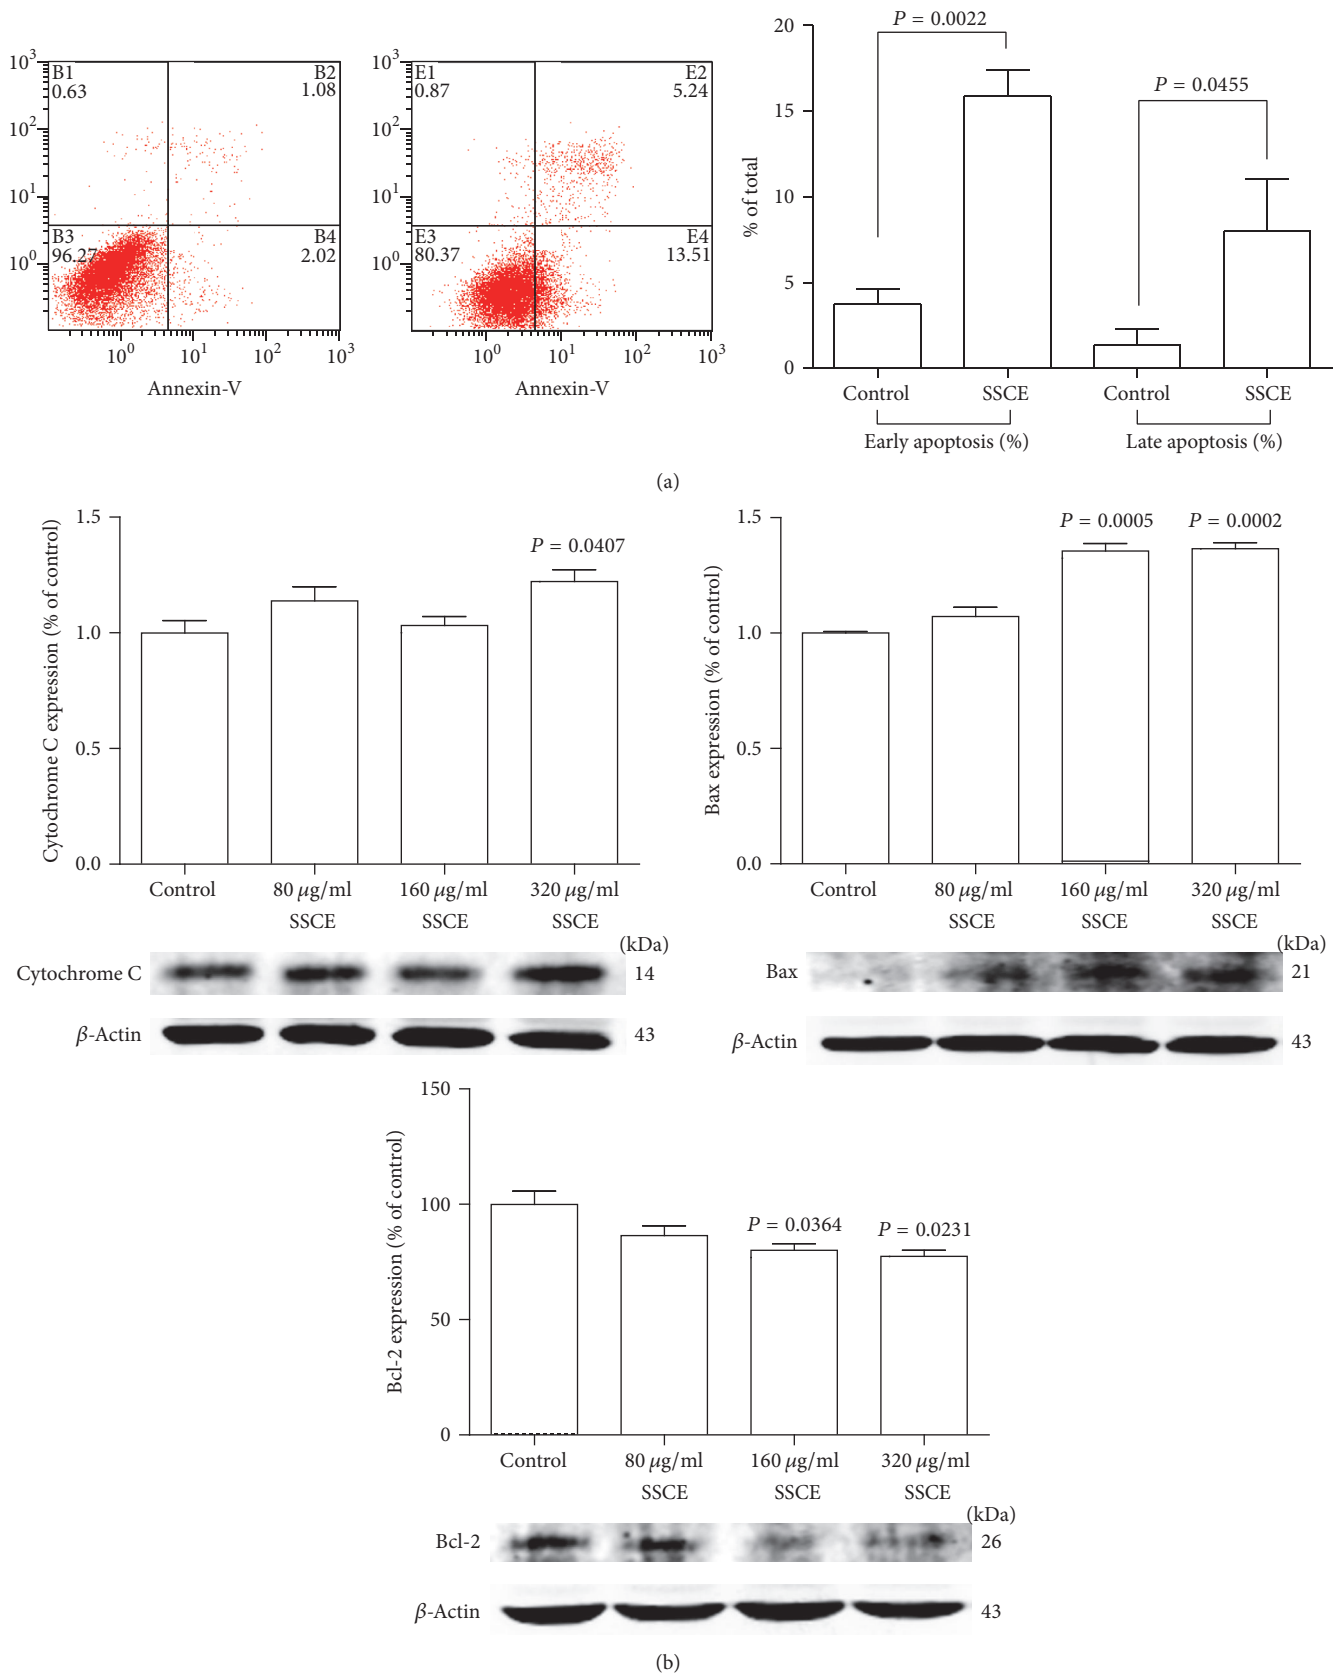 10³
10²
10¹
10⁰
B1
0.63
B2
1.08
B3
96.27
B4
2.02
10⁰ 10¹ 10² 10³
Annexin-V
10³
10²
10¹
10⁰
E1
0.87
E2
5.24
E3
80.37
E4
13.51
10⁰ 10¹ 10² 10³
Annexin-V
% of total
20
15
10
5
0
P = 0.0022
P = 0.0455
Control SSCE Control SSCE
Early apoptosis (%) Late apoptosis (%)
(a)
Cytochrome C expression (% of control)
1.5
1.0
0.5
0.0
P = 0.0407
Control 80 μg/ml 160 μg/ml 320 μg/ml
SSCE SSCE SSCE
(kDa)
Cytochrome C 14
β-Actin 43
Bax expression (% of control)
1.5
1.0
0.5
0.0
P = 0.0005 P = 0.0002
Control 80 μg/ml 160 μg/ml 320 μg/ml
SSCE SSCE SSCE
(kDa)
Bax 21
β-Actin 43
Bcl-2 expression (% of control)
150
100
50
0
P = 0.0364 P = 0.0231
Control 80 μg/ml 160 μg/ml 320 μg/ml
SSCE SSCE SSCE
(kDa)
Bcl-2 26
β-Actin 43
(b)